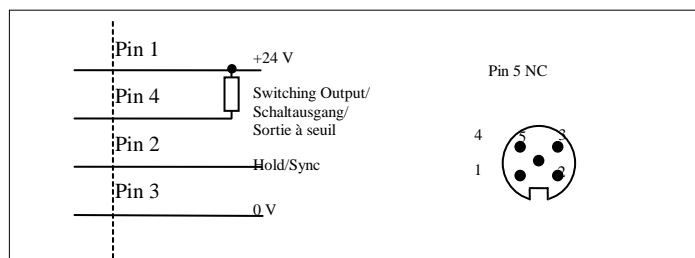 Pin 1
+24 V
Pin 4
Switching Output/
Schaltausgang/
Sortie à seuil
Pin 2
Hold/Sync
Pin 3
0 V
Pin 5 NC
4 5 3
1 2